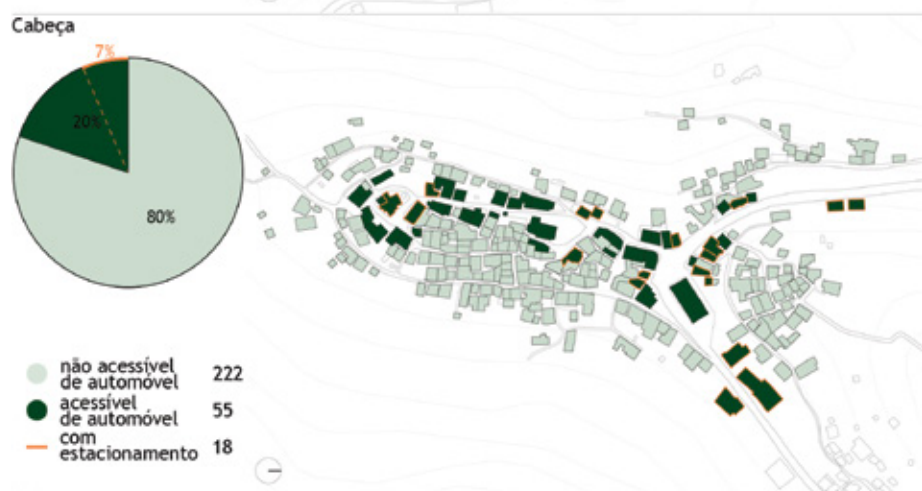 Cabeça
7%
20%
80%
não acessível
de automóvel 222
acessível
de automóvel 55
com
estacionamento 18